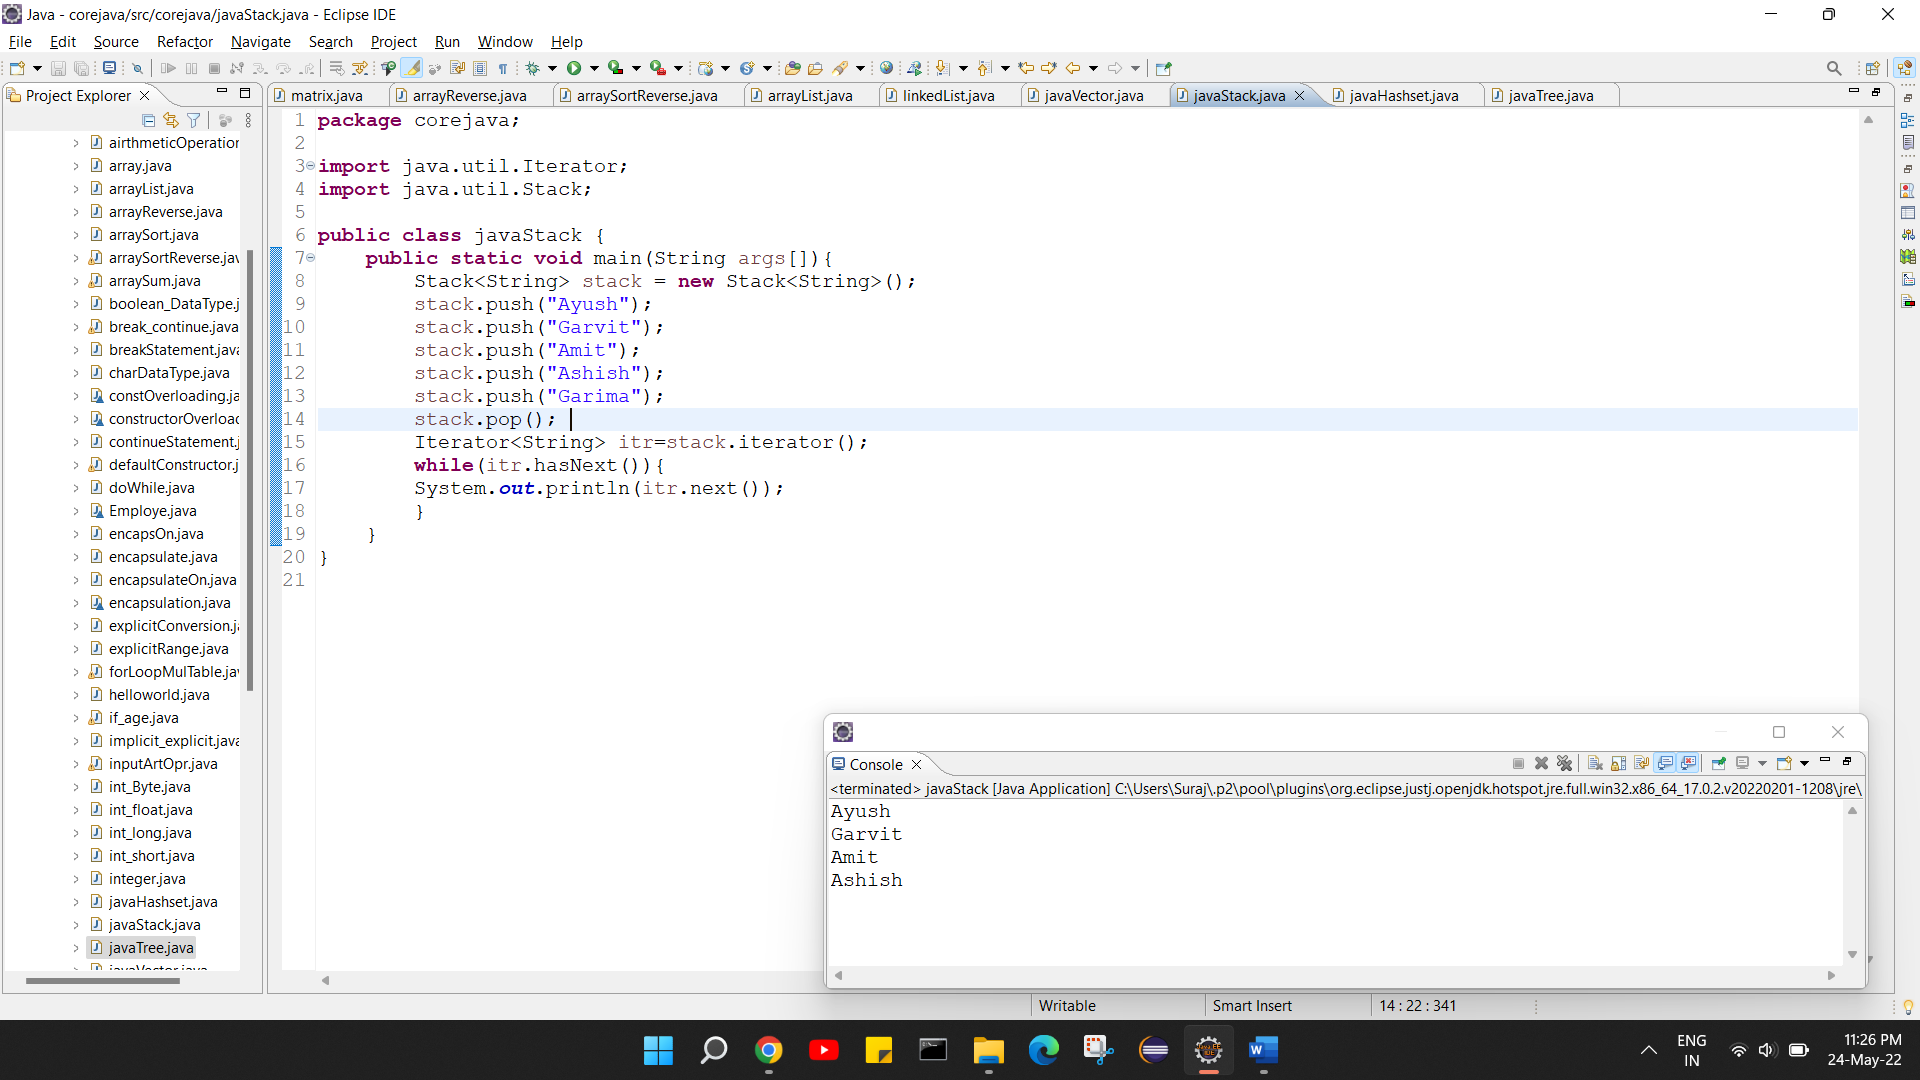 Java - corejava/src/corejava/javaStack.java - Eclipse IDE
File Edit Source Refactor Navigate Search Project Run Window Help
Project Explorer
matrix.java arrayReverse.java arraySortReverse.java arrayList.java linkedList.java javaVector.java javaStack.java javaHashset.java javaTree.java
airthmeticOperation
array.java
arrayList.java
arrayReverse.java
arraySort.java
arraySortReverse.jav
arraySum.java
boolean_DataType.j
break_continue.java
breakStatement.java
charDataType.java
constOverloading.ja
constructorOverload
continueStatement.j
defaultConstructor.j
doWhile.java
Employe.java
encapsOn.java
encapsulate.java
encapsulateOn.java
encapsulation.java
explicitConversion.ja
explicitRange.java
forLoopMulTable.jav
helloworld.java
if_age.java
implicit_explicit.java
inputArtOpr.java
int_Byte.java
int_float.java
int_long.java
int_short.java
integer.java
javaHashset.java
javaStack.java
javaTree.java
javaVector.java
1 package corejava;
2
3 import java.util.Iterator;
4 import java.util.Stack;
5
6 public class javaStack {
7 public static void main(String args[]){
8 Stack<String> stack = new Stack<String>();
9 stack.push("Ayush");
10 stack.push("Garvit");
11 stack.push("Amit");
12 stack.push("Ashish");
13 stack.push("Garima");
14 stack.pop();
15 Iterator<String> itr=stack.iterator();
16 while(itr.hasNext()){
17 System.out.println(itr.next());
18 }
19 }
20 }
21
Console
<terminated> javaStack [Java Application] C:\Users\Suraj\.p2\pool\plugins\org.eclipse.justj.openjdk.hotspot.jre.full.win32.x86_64_17.0.2.v20220201-1208\jre\
Ayush
Garvit
Amit
Ashish
Writable Smart Insert 14 : 22 : 341
ENG
IN
11:26 PM
24-May-22